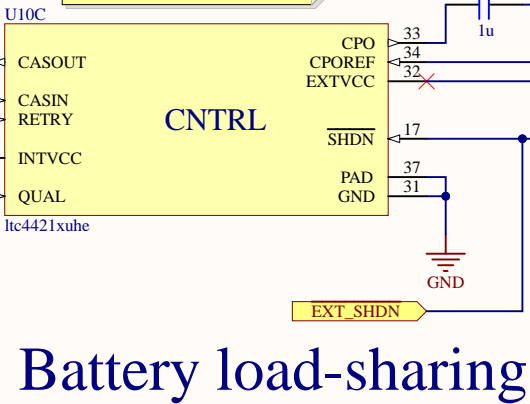 U10C
CPO 33
1u
CASOUT
CPOREF 34
EXTVCC 32
CASIN
RETRY
CNTRL
SHDN 17
INTVCC
PAD 37
QUAL
GND 31
ltc4421xuhe
GND
EXT_SHDN
Battery load-sharing